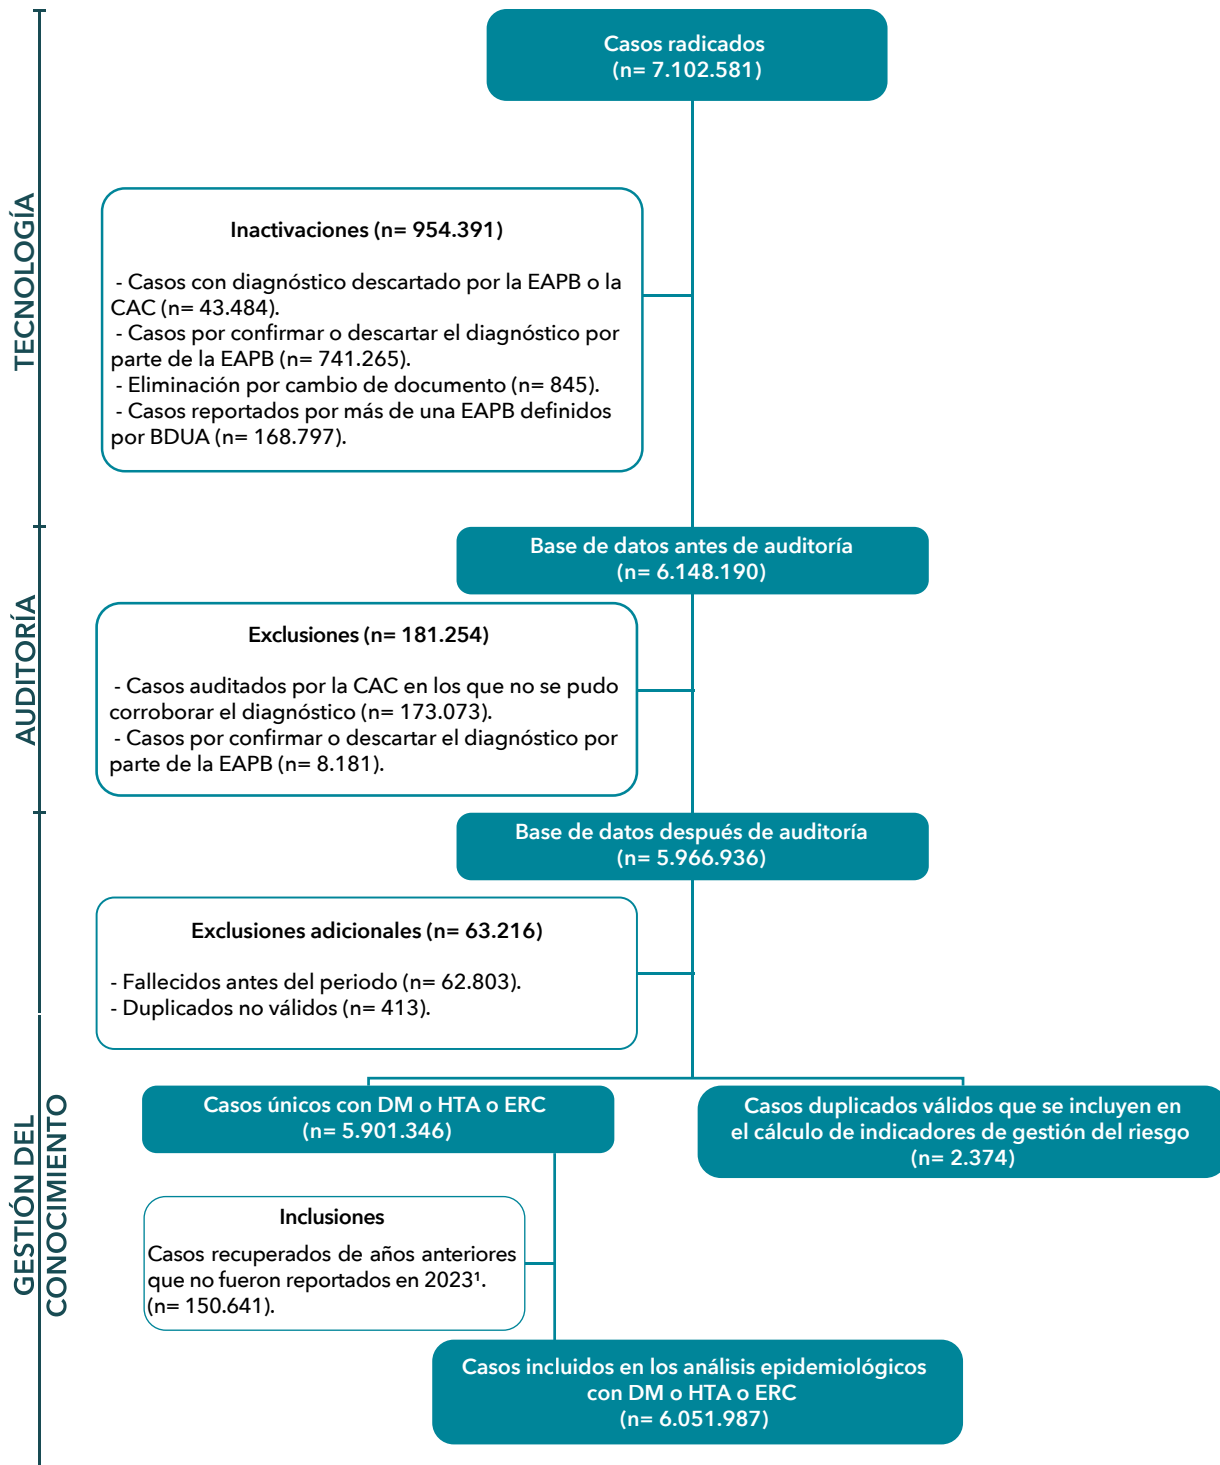 Casos radicados
(n= 7.102.581)
TECNOLOGÍA
Inactivaciones (n= 954.391)
- Casos con diagnóstico descartado por la EAPB o la
CAC (n= 43.484).
- Casos por confirmar o descartar el diagnóstico por
parte de la EAPB (n= 741.265).
- Eliminación por cambio de documento (n= 845).
- Casos reportados por más de una EAPB definidos
por BDUA (n= 168.797).
Base de datos antes de auditoría
(n= 6.148.190)
AUDITORÍA
Exclusiones (n= 181.254)
- Casos auditados por la CAC en los que no se pudo
corroborar el diagnóstico (n= 173.073).
- Casos por confirmar o descartar el diagnóstico por
parte de la EAPB (n= 8.181).
Base de datos después de auditoría
(n= 5.966.936)
Exclusiones adicionales (n= 63.216)
- Fallecidos antes del periodo (n= 62.803).
- Duplicados no válidos (n= 413).
GESTIÓN DEL
CONOCIMIENTO
Casos únicos con DM o HTA o ERC
(n= 5.901.346)
Casos duplicados válidos que se incluyen en
el cálculo de indicadores de gestión del riesgo
(n= 2.374)
Inclusiones
Casos recuperados de años anteriores
que no fueron reportados en 2023¹.
(n= 150.641).
Casos incluidos en los análisis epidemiológicos
con DM o HTA o ERC
(n= 6.051.987)